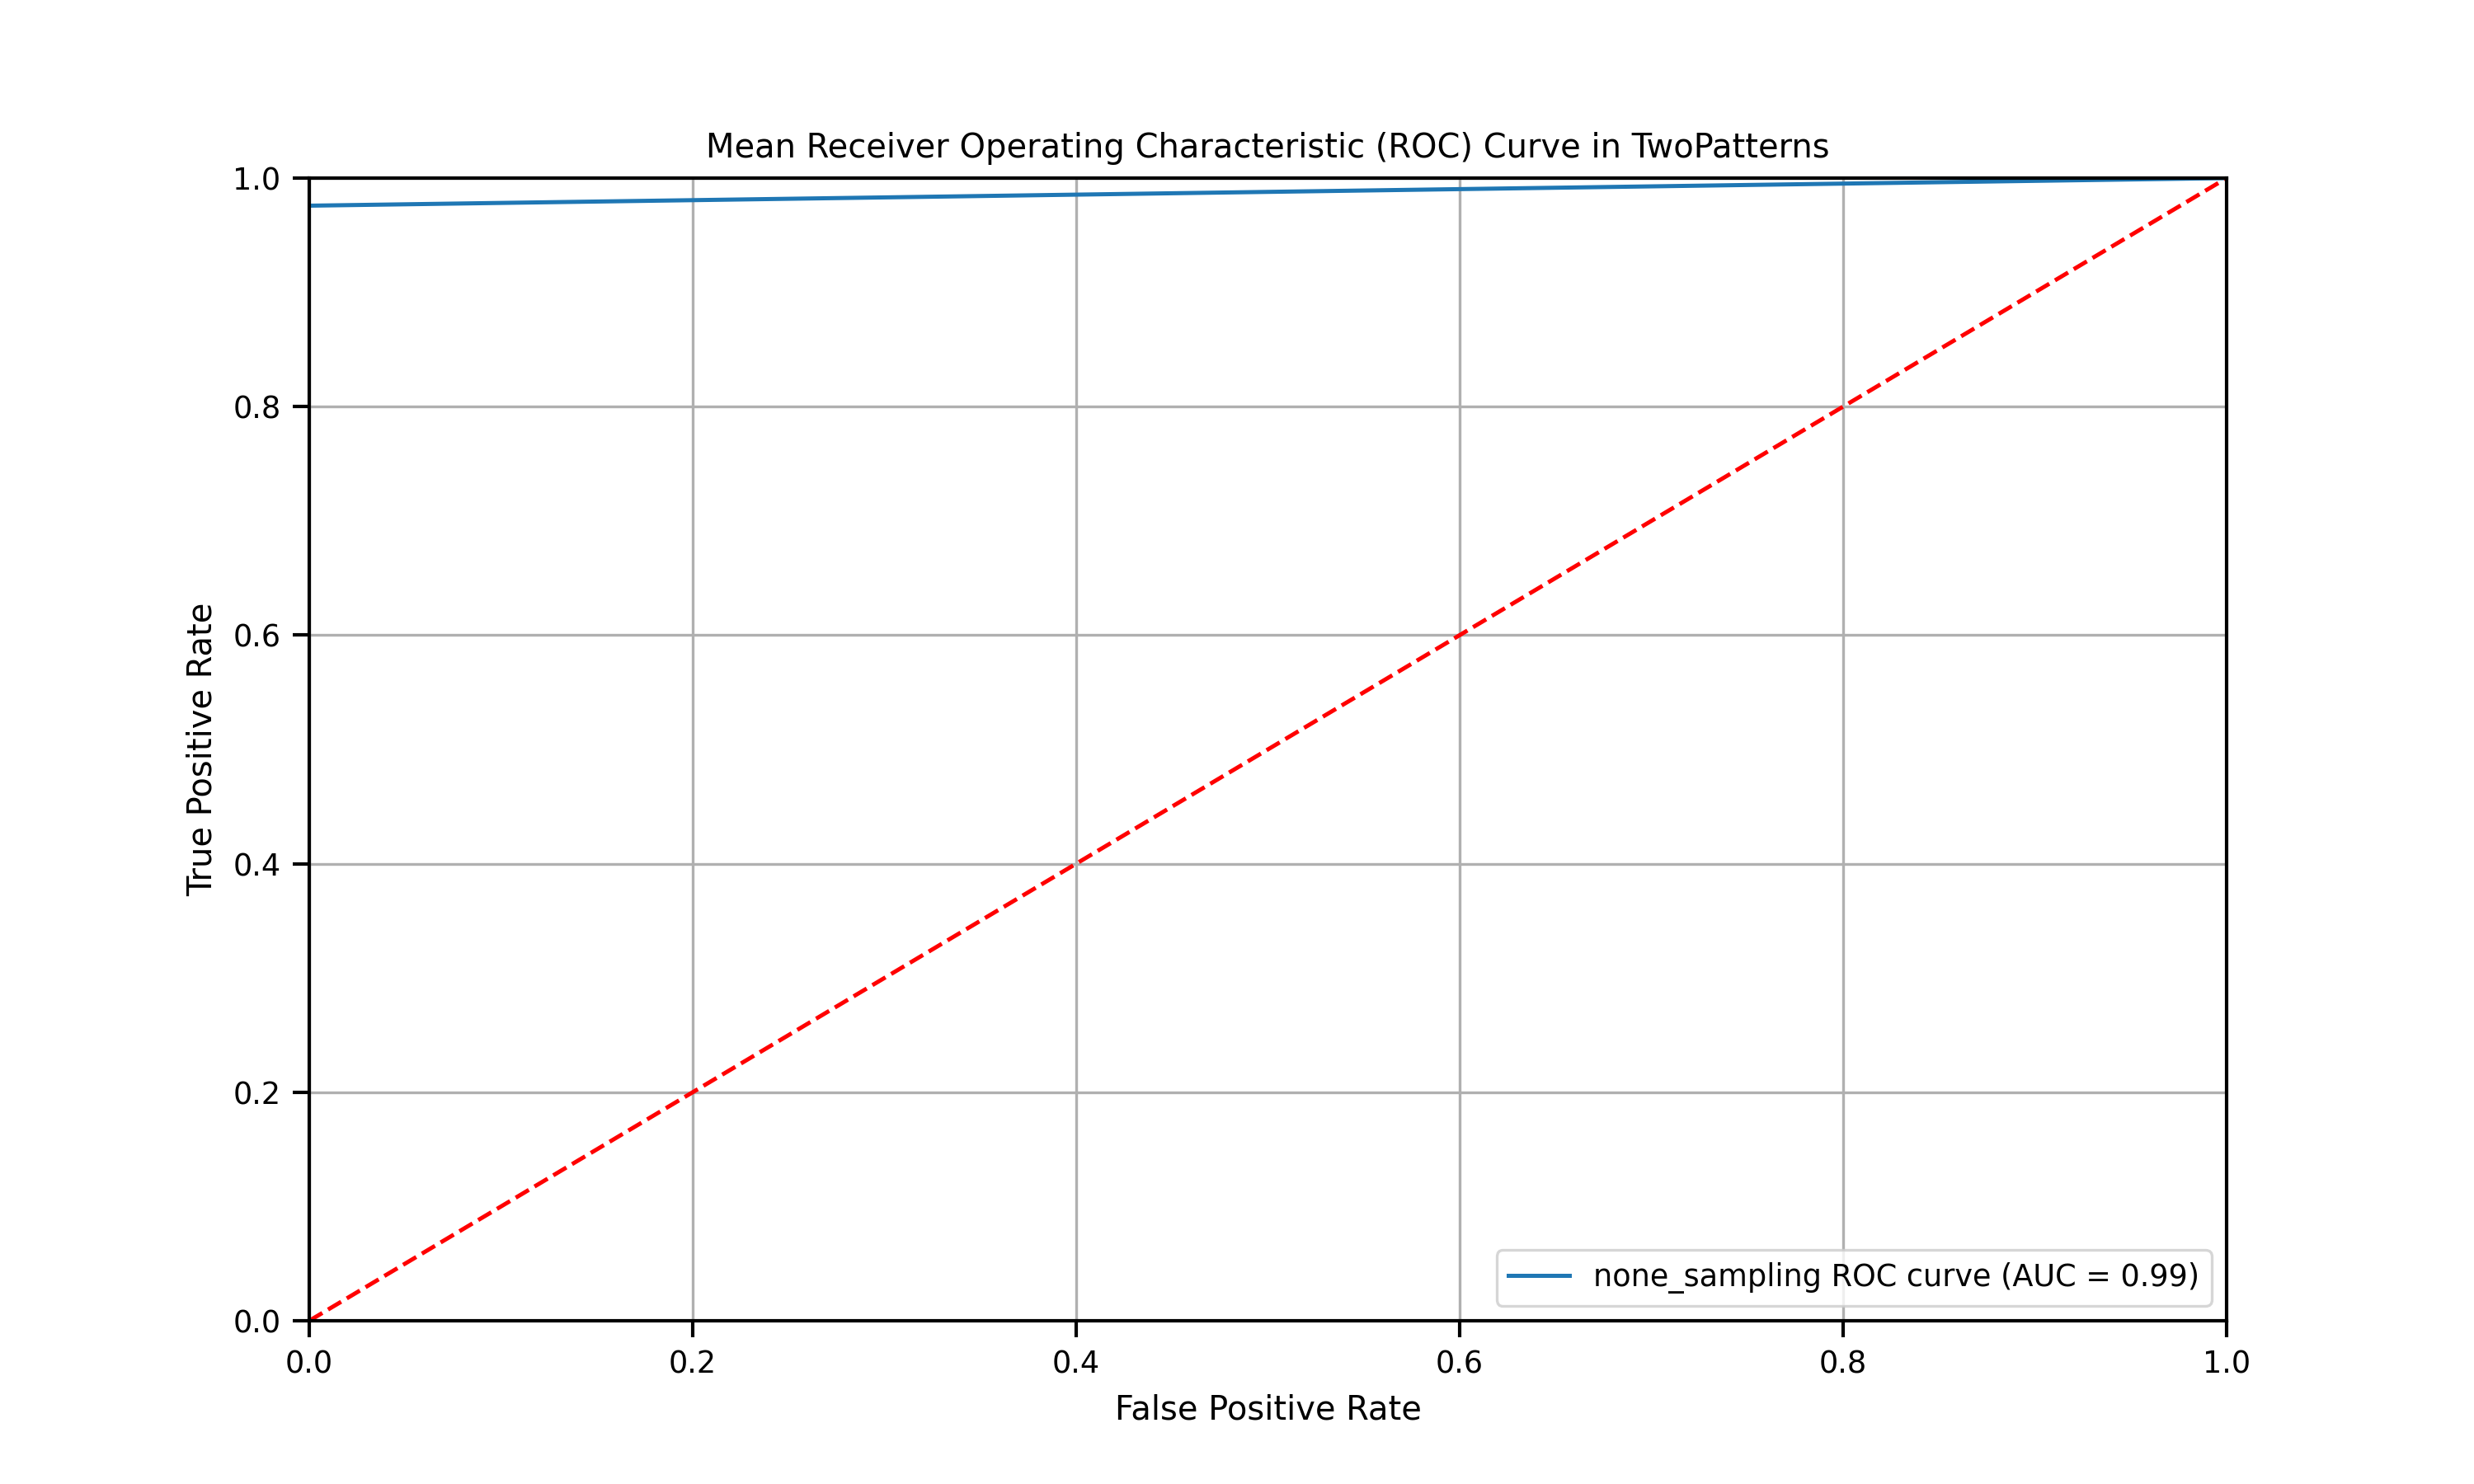 Mean Receiver Operating Characteristic (ROC) Curve in TwoPatterns
1.0
0.8
0.6
0.4
0.2
0.0
True Positive Rate
none_sampling ROC curve (AUC = 0.99)
0.0 0.2 0.4 0.6 0.8 1.0
False Positive Rate